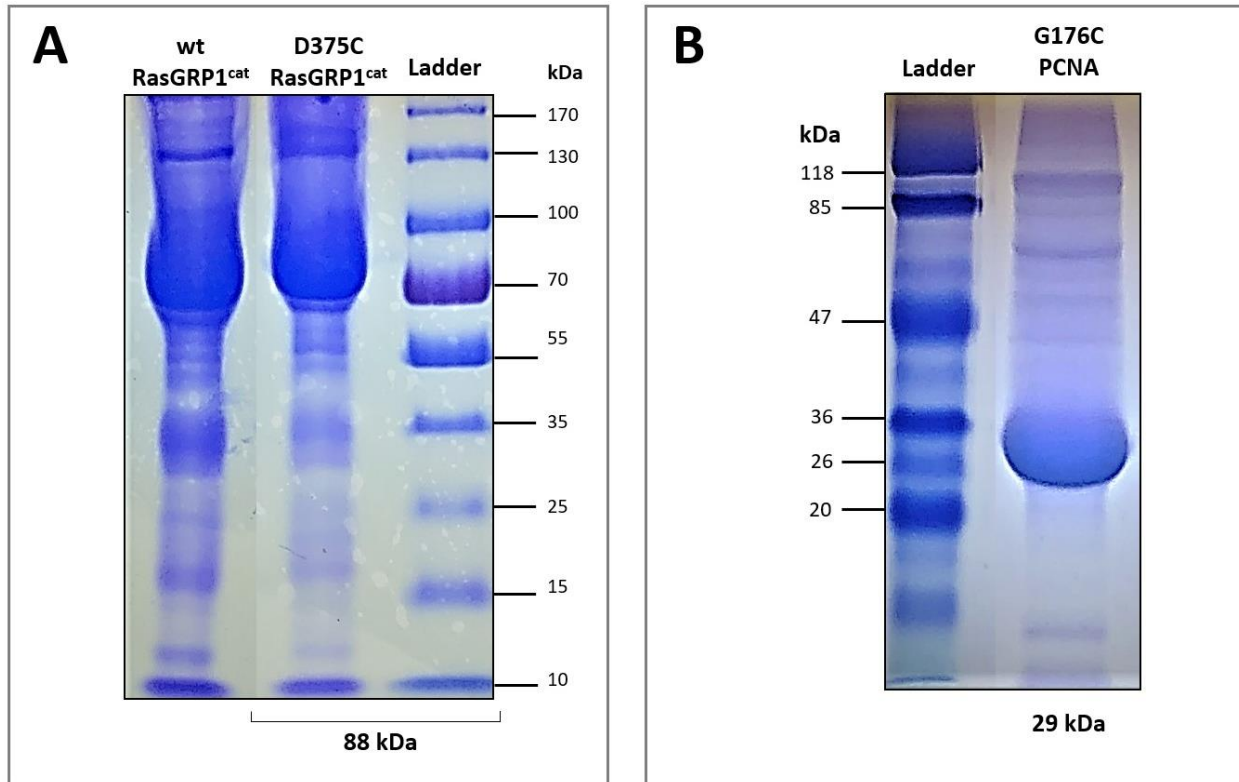 A
wt
RasGRP1ᶜᵃᵗ
D375C
RasGRP1ᶜᵃᵗ
Ladder
kDa
170
130
100
70
55
35
25
15
10
88 kDa
B
Ladder
G176C
PCNA
kDa
118
85
47
36
26
20
29 kDa